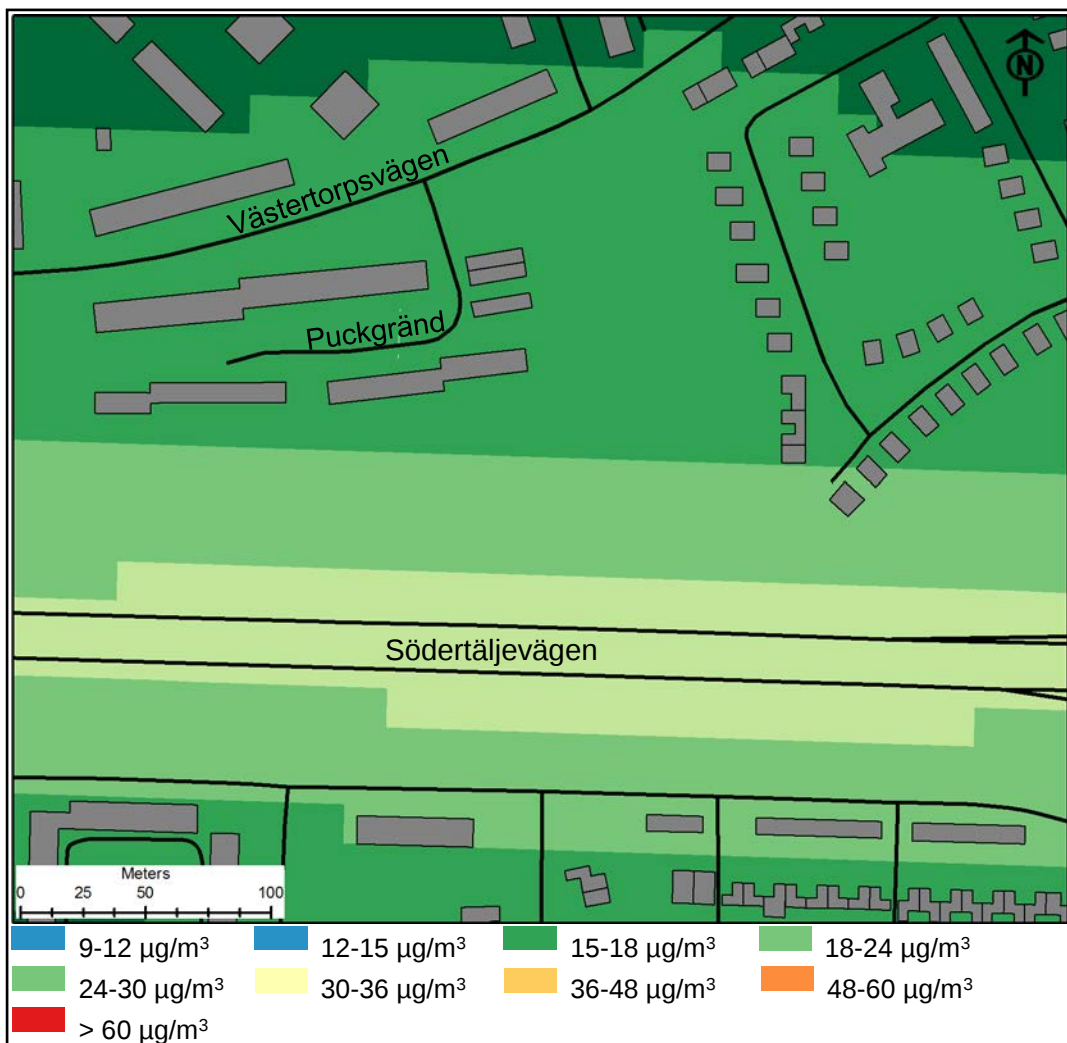 N
Västertorpsvägen
Puckgränd
Södertäljevägen
Meters
0 25 50 100
9-12 µg/m³ 12-15 µg/m³ 15-18 µg/m³ 18-24 µg/m³
24-30 µg/m³ 30-36 µg/m³ 36-48 µg/m³ 48-60 µg/m³
> 60 µg/m³